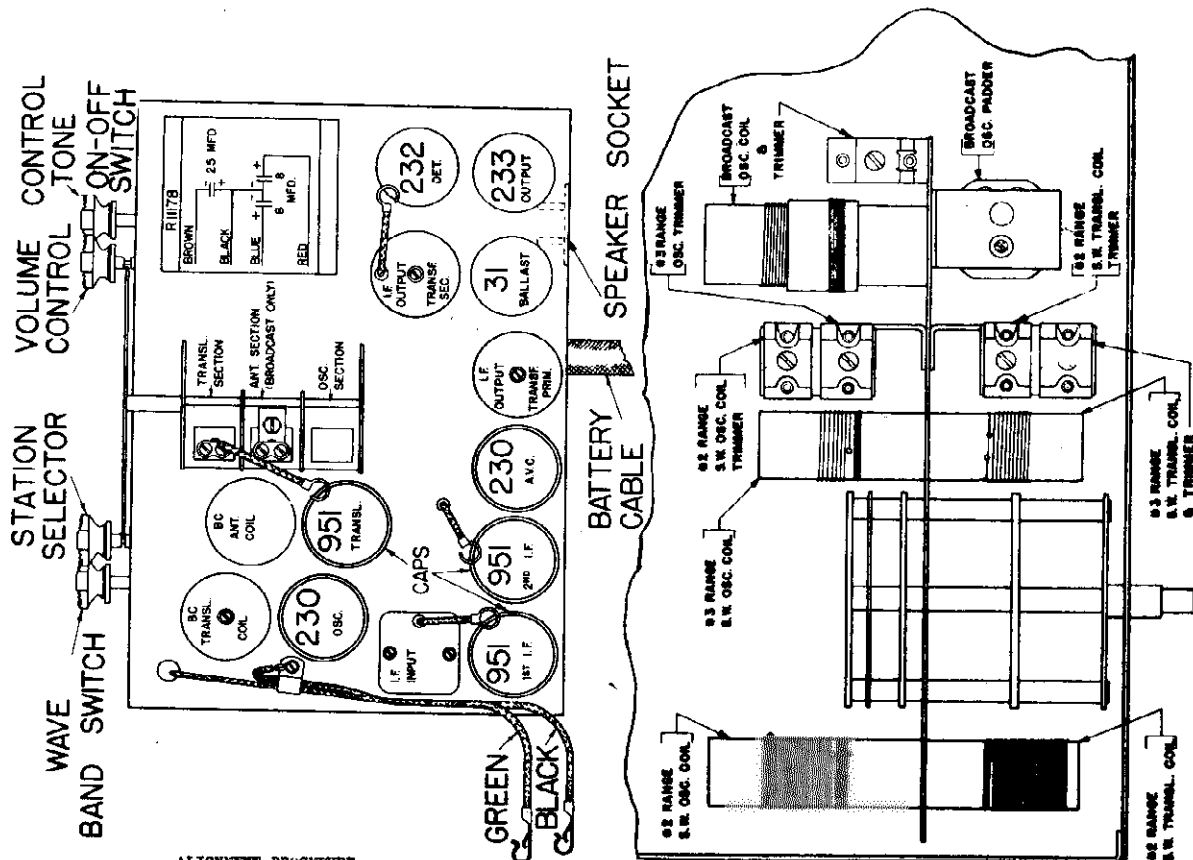 WAVE
BAND SWITCH
STATION
SELECTOR
VOLUME CONTROL
CONTROL TONE
ON-OFF
SWITCH
R11178
BROWN
25 MFD
+
BLACK
BLUE
+
+
8
8
MFD.
RED
TRANSL.
SECTION
ANT. SECTION
(BROADCAST ONLY)
OSC.
SECTION
BC
TRANSL.
COIL
BC
ANT.
COIL
230
OSC.
951
TRANSL.
I.F.
INPUT
CAPS
951
1ST I.F.
951
2ND I.F.
230
A.V.C.
I.F.
OUTPUT
TRANSF.
PRIM.
I.F.
OUTPUT
TRANSF.
SEC.
232
DET.
31
BALLAST
233
OUTPUT
GREEN
BLACK
BATTERY
CABLE
SPEAKER SOCKET
BROADCAST
OSC. COIL
&
TRIMMER
#3 RANGE
OSC. TRIMMER
BROADCAST
OSC. PADDER
#2 RANGE
S.W. TRANSL. COIL
TRIMMER
#2 RANGE
S.W. OSC. COIL
TRIMMER
#3 RANGE
S.W. OSC. COIL
#3 RANGE
S.W. TRANSL. COIL
& TRIMMER
#2 RANGE
S.W. OSC. COIL
#2 RANGE
S.W. TRANSL. COIL
ALIGNMENT PROCEDURE